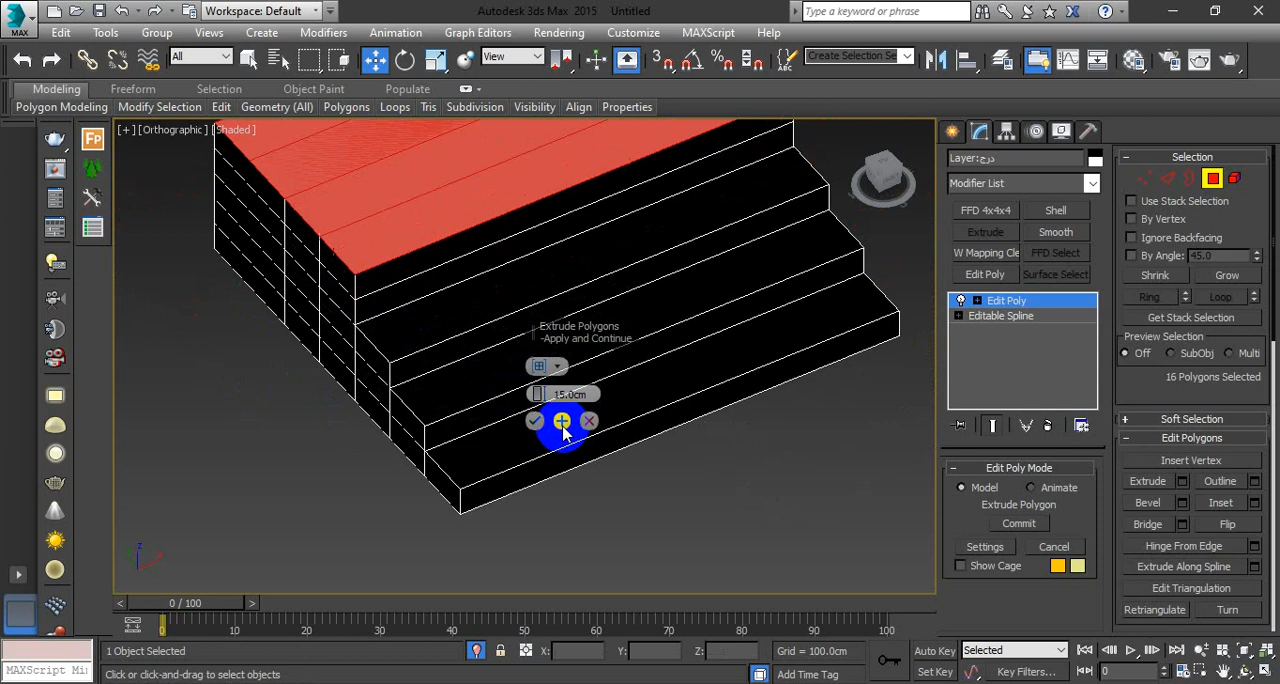 Workspace: Default
Autodesk 3ds Max 2015 Untitled
Type a keyword or phrase
MAX
Edit Tools Group Views Create Modifiers Animation Graph Editors Rendering Customize MAXScript Help
All
View
Create Selection Se
Modeling Freeform Selection Object Paint Populate
Polygon Modeling Modify Selection Edit Geometry (All) Polygons Loops Tris Subdivision Visibility Align Properties
[+] [Orthographic] [Shaded]
Extrude Polygons
-Apply and Continue
15.0cm
Layer:درج
Modifier List
FFD 4x4x4 Shell
Extrude Smooth
W Mapping Cle FFD Select
Edit Poly Surface Select
Edit Poly
Editable Spline
Edit Poly Mode
Model Animate
Extrude Polygon
Commit
Settings Cancel
Show Cage
Selection
Use Stack Selection
By Vertex
Ignore Backfacing
By Angle: 45.0
Shrink Grow
Ring Loop
Get Stack Selection
Preview Selection
Off SubObj Multi
16 Polygons Selected
Soft Selection
Edit Polygons
Insert Vertex
Extrude Outline
Bevel Inset
Bridge Flip
Hinge From Edge
Extrude Along Spline
Edit Triangulation
Retriangulate Turn
0 / 100
0 10 20 30 40 50 60 70 80 90 100
1 Object Selected
X: Y: Z:
Grid = 100.0cm
Auto Key
Selected
MAXScript Mi
Click or click-and-drag to select objects
Add Time Tag
Set Key
Key Filters...
0